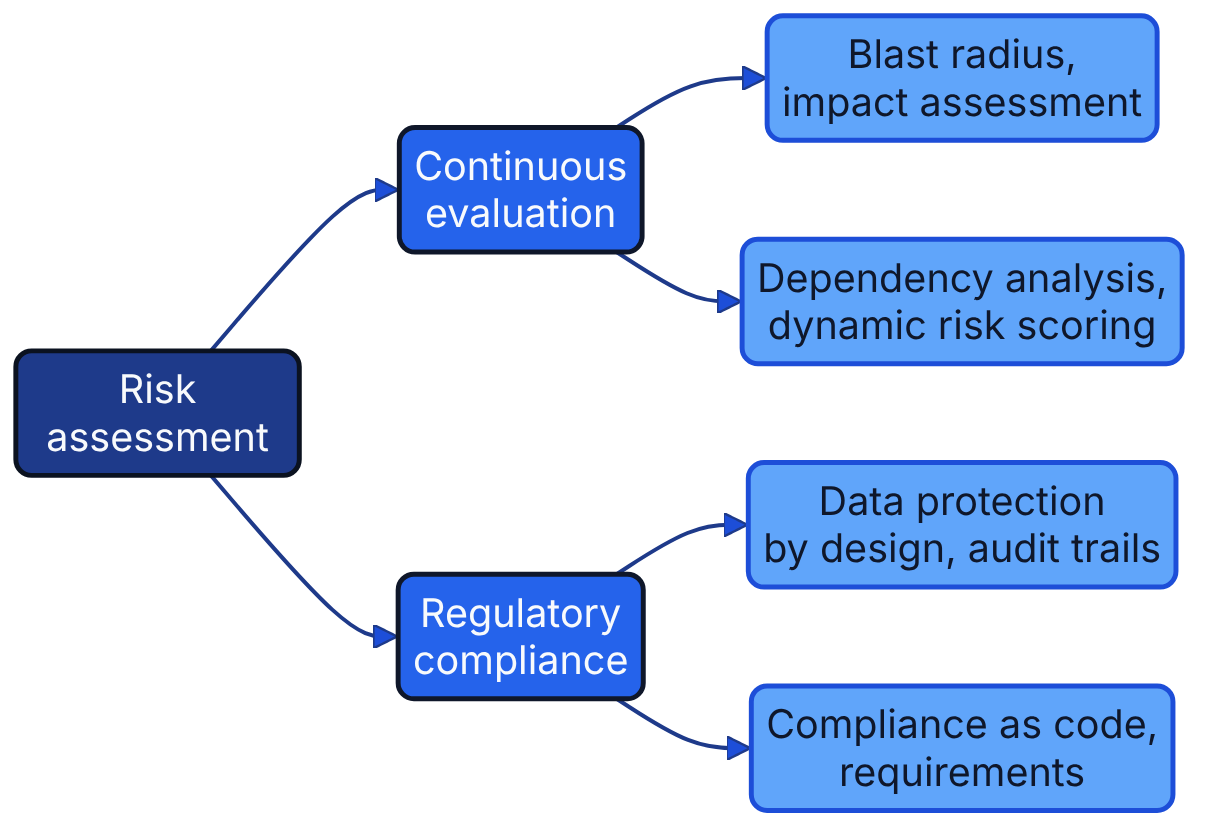 Risk
assessment
Continuous
evaluation
Blast radius,
impact assessment
Dependency analysis,
dynamic risk scoring
Regulatory
compliance
Data protection
by design, audit trails
Compliance as code,
requirements